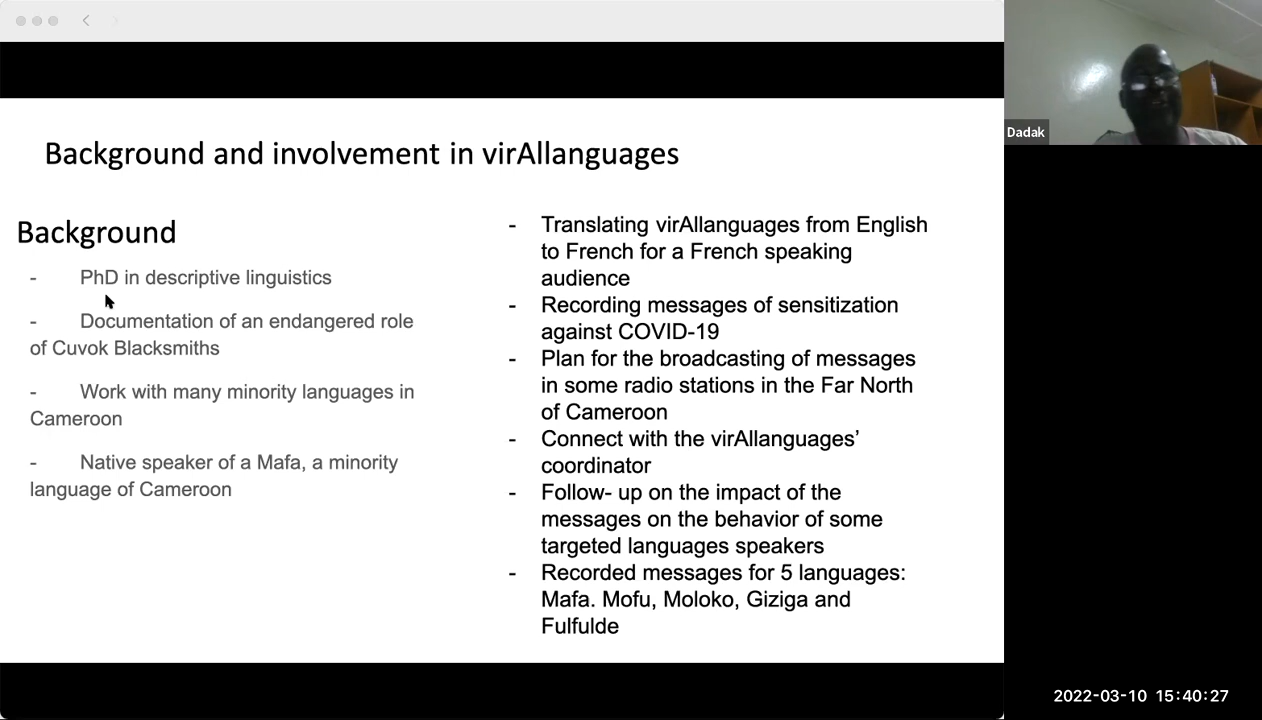 Background and involvement in virAllanguages
Background
- PhD in descriptive linguistics
- Documentation of an endangered role
of Cuvok Blacksmiths
- Work with many minority languages in
Cameroon
- Native speaker of a Mafa, a minority
language of Cameroon
- Translating virAllanguages from English
to French for a French speaking
audience
- Recording messages of sensitization
against COVID-19
- Plan for the broadcasting of messages
in some radio stations in the Far North
of Cameroon
- Connect with the virAllanguages’
coordinator
- Follow- up on the impact of the
messages on the behavior of some
targeted languages speakers
- Recorded messages for 5 languages:
Mafa. Mofu, Moloko, Giziga and
Fulfulde
Dadak
2022-03-10 15:40:27